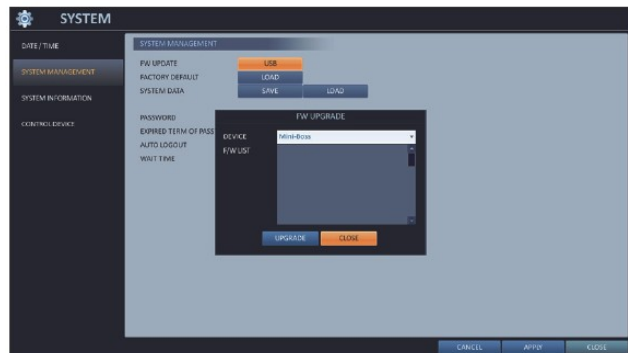 SYSTEM
DATE / TIME
SYSTEM MANAGEMENT
SYSTEM INFORMATION
CONTROL DEVICE
SYSTEM MANAGEMENT
FW UPDATE USB
FACTORY DEFAULT LOAD
SYSTEM DATA SAVE LOAD
PASSWORD
EXPIRED TERM OF PASS
AUTO LOGOUT
WAIT TIME
FW UPGRADE
DEVICE Mini-Boss
F/W LIST
UPGRADE CLOSE
CANCEL APPLY CLOSE